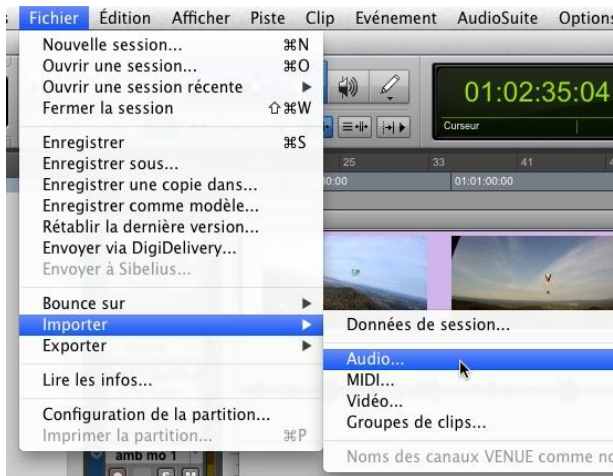 Fichier Édition Afficher Piste Clip Evénement AudioSuite Options
Nouvelle session... ⌘N
Ouvrir une session... ⌘O
Ouvrir une session récente ▶
Fermer la session ⇧⌘W
Enregistrer ⌘S
Enregistrer sous...
Enregistrer une copie dans...
Enregistrer comme modèle...
Rétablir la dernière version...
Envoyer via DigiDelivery...
Envoyer à Sibelius...
Bounce sur ▶
Importer ▶
Exporter ▶
Lire les infos...
Configuration de la partition...
Imprimer la partition... ⌘P
01:02:35:04
Curseur
25 33 41
01:01:00:00
Données de session...
Audio...
MIDI...
Vidéo...
Groupes de clips...
Noms des canaux VENUE comme no
amb mo 1
S M